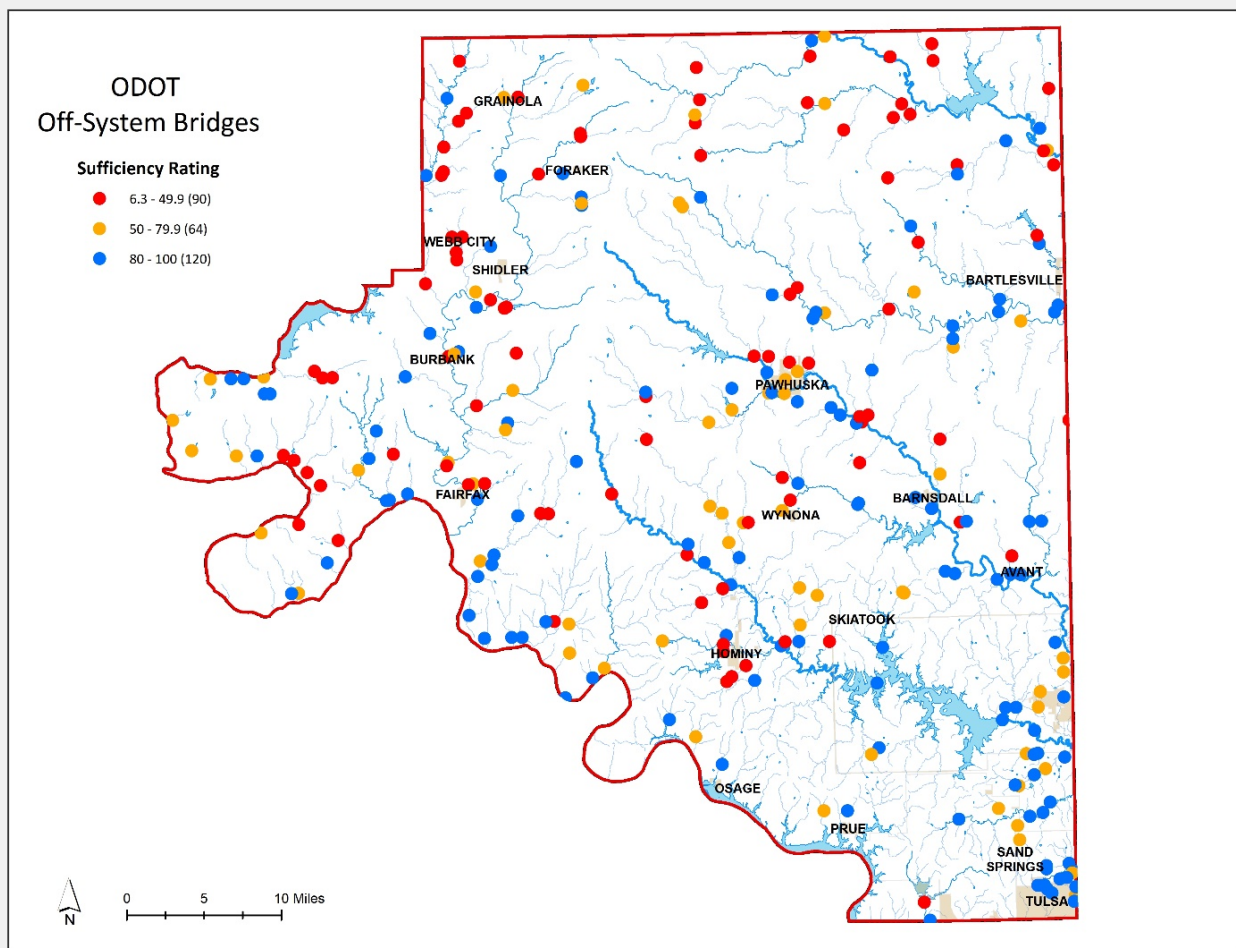 ODOT
Off-System Bridges
Sufficiency Rating
6.3 - 49.9 (90)
50 - 79.9 (64)
80 - 100 (120)
GRAINOLA
FORAKER
WEBB CITY
SHIDLER
BARTLESVILLE
BURBANK
PAWHUSKA
FAIRFAX
BARNSDALL
WYNONA
AVANT
SKIATOOK
HOMINY
OSAGE
PRUE
SAND
SPRINGS
TULSA
N
0 5 10 Miles